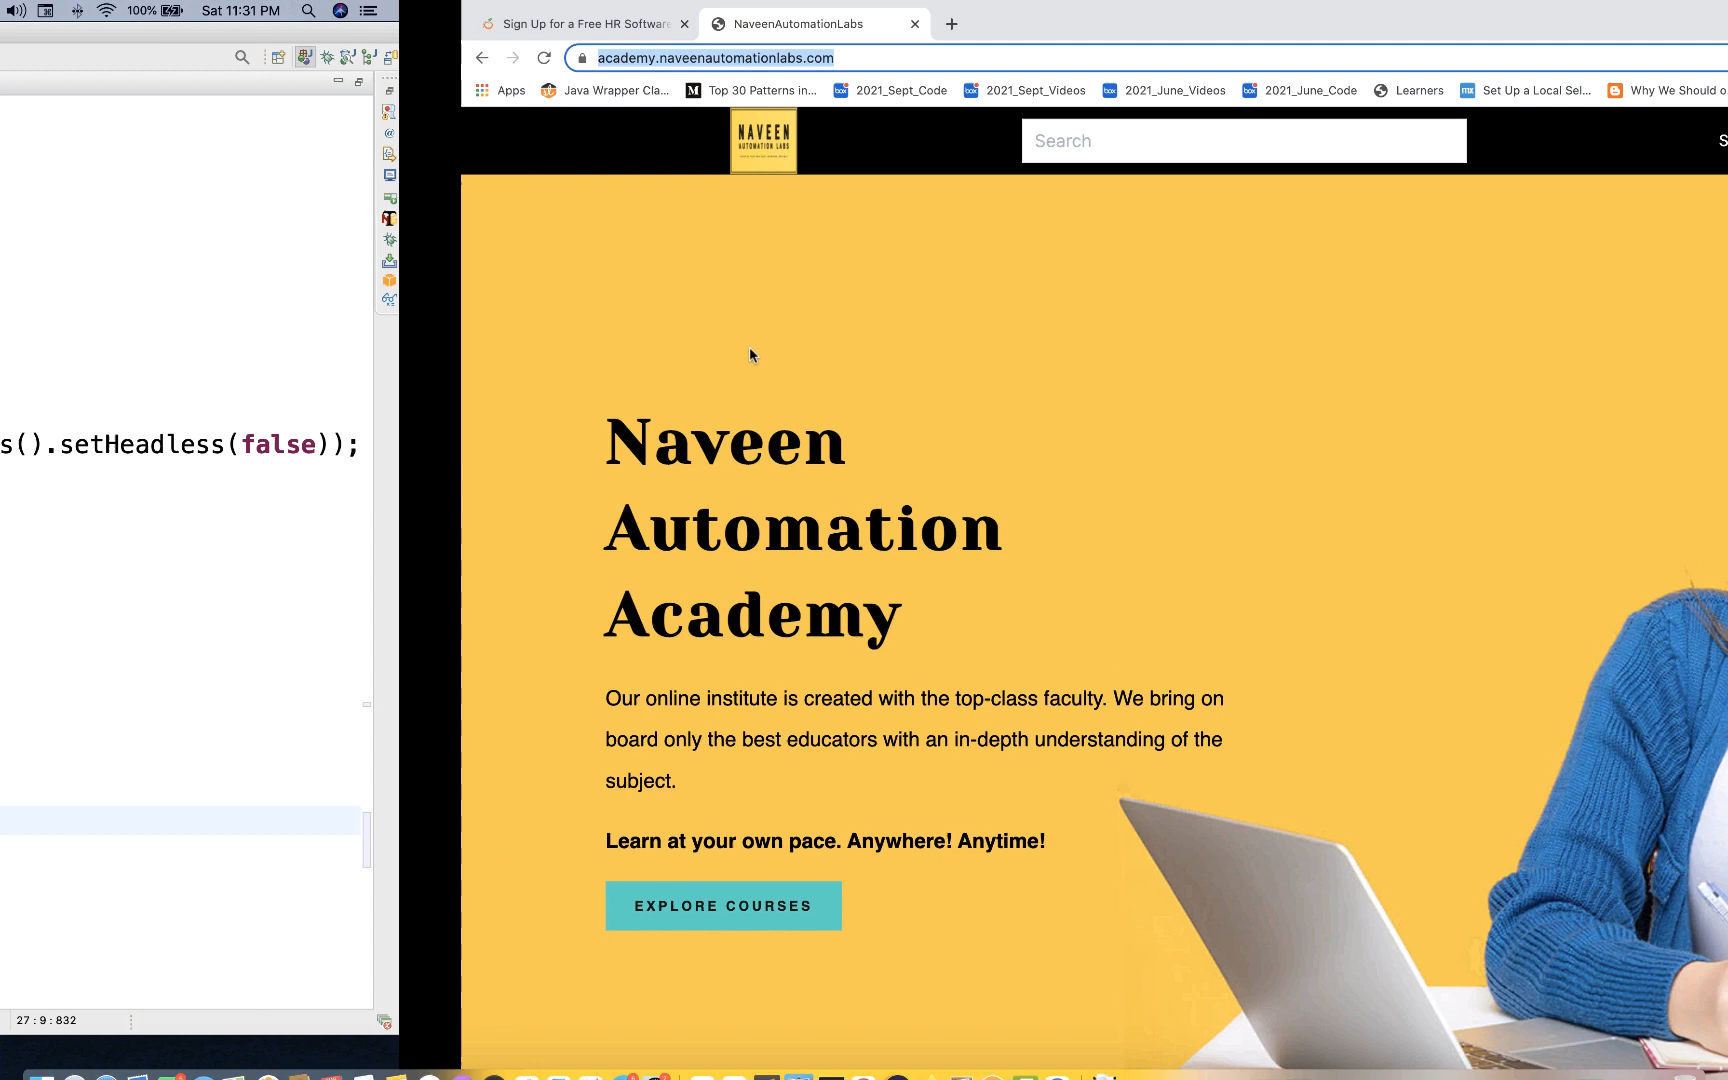 100%
Sat 11:31 PM
s().setHeadless(false));
27 : 9 : 832
Sign Up for a Free HR Software
NaveenAutomationLabs
academy.naveenautomationlabs.com
Apps
Java Wrapper Cla...
Top 30 Patterns in...
2021_Sept_Code
2021_Sept_Videos
2021_June_Videos
2021_June_Code
Learners
Set Up a Local Sel...
Why We Should o
NAVEEN
AUTOMATION LABS
Search
S
Naveen
Automation
Academy
Our online institute is created with the top-class faculty. We bring on
board only the best educators with an in-depth understanding of the
subject.
Learn at your own pace. Anywhere! Anytime!
EXPLORE COURSES